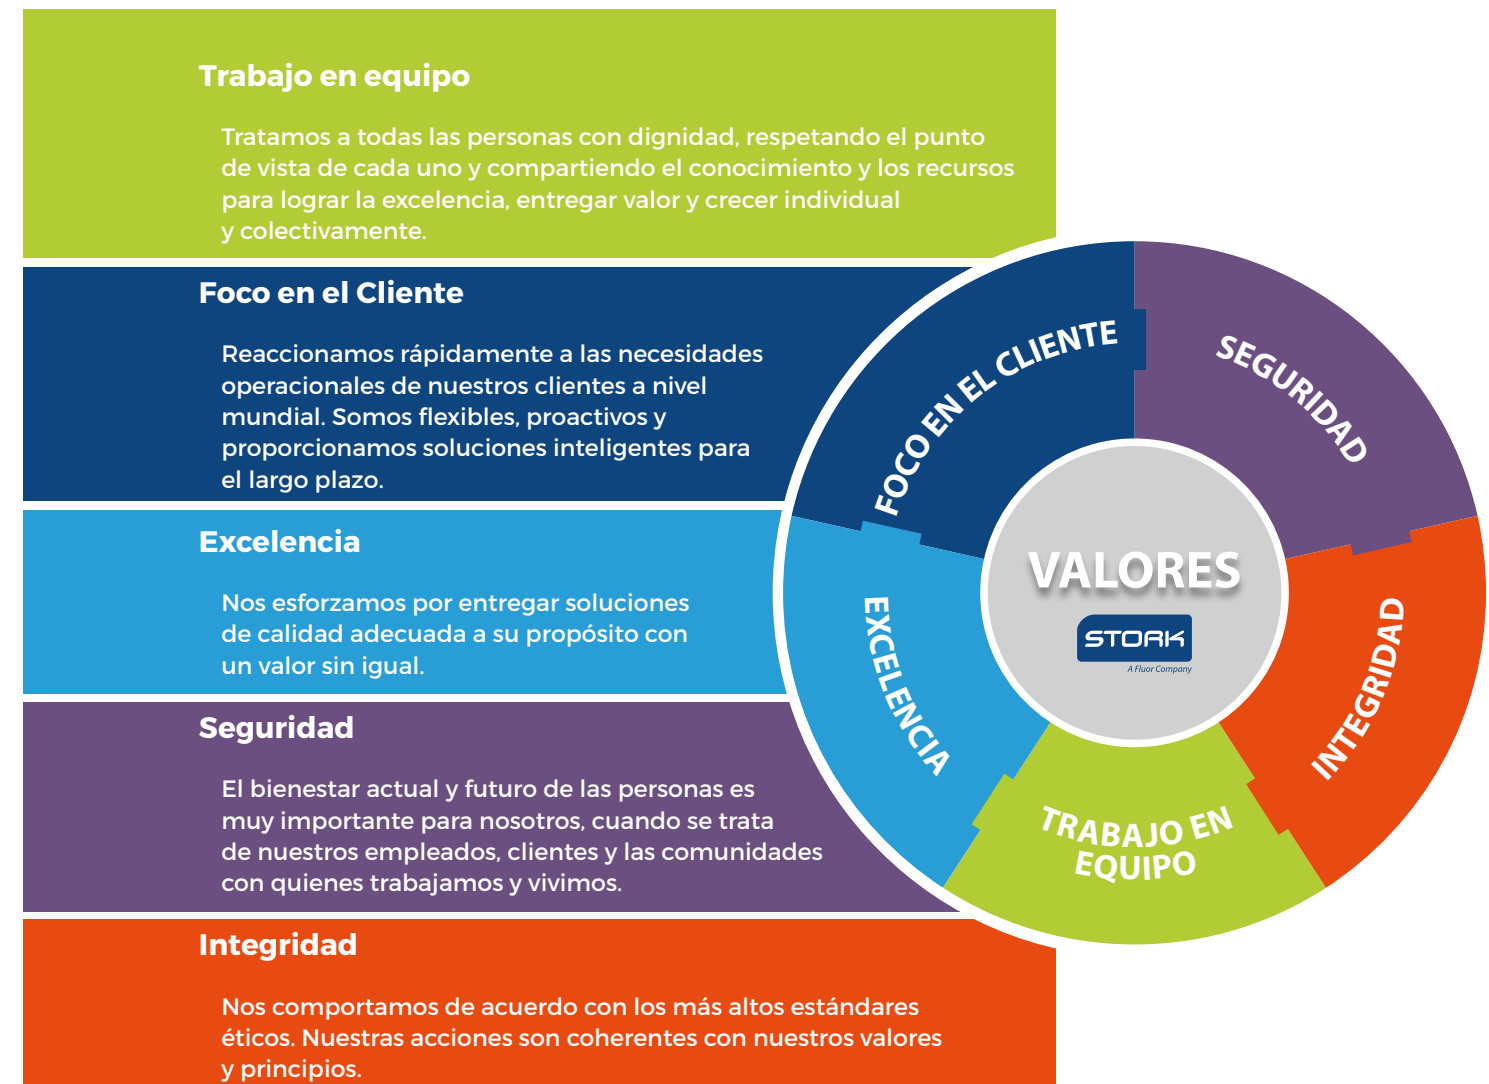 Trabajo en equipo
Tratamos a todas las personas con dignidad, respetando el punto
de vista de cada uno y compartiendo el conocimiento y los recursos
para lograr la excelencia, entregar valor y crecer individual
y colectivamente.
Foco en el Cliente
Reaccionamos rápidamente a las necesidades
operacionales de nuestros clientes a nivel
mundial. Somos flexibles, proactivos y
proporcionamos soluciones inteligentes para
el largo plazo.
Excelencia
Nos esforzamos por entregar soluciones
de calidad adecuada a su propósito con
un valor sin igual.
Seguridad
El bienestar actual y futuro de las personas es
muy importante para nosotros, cuando se trata
de nuestros empleados, clientes y las comunidades
con quienes trabajamos y vivimos.
Integridad
Nos comportamos de acuerdo con los más altos estándares
éticos. Nuestras acciones son coherentes con nuestros valores
y principios.
FOCO EN EL CLIENTE
SEGURIDAD
INTEGRIDAD
TRABAJO EN
EQUIPO
EXCELENCIA
VALORES
STORK
A Fluor Company